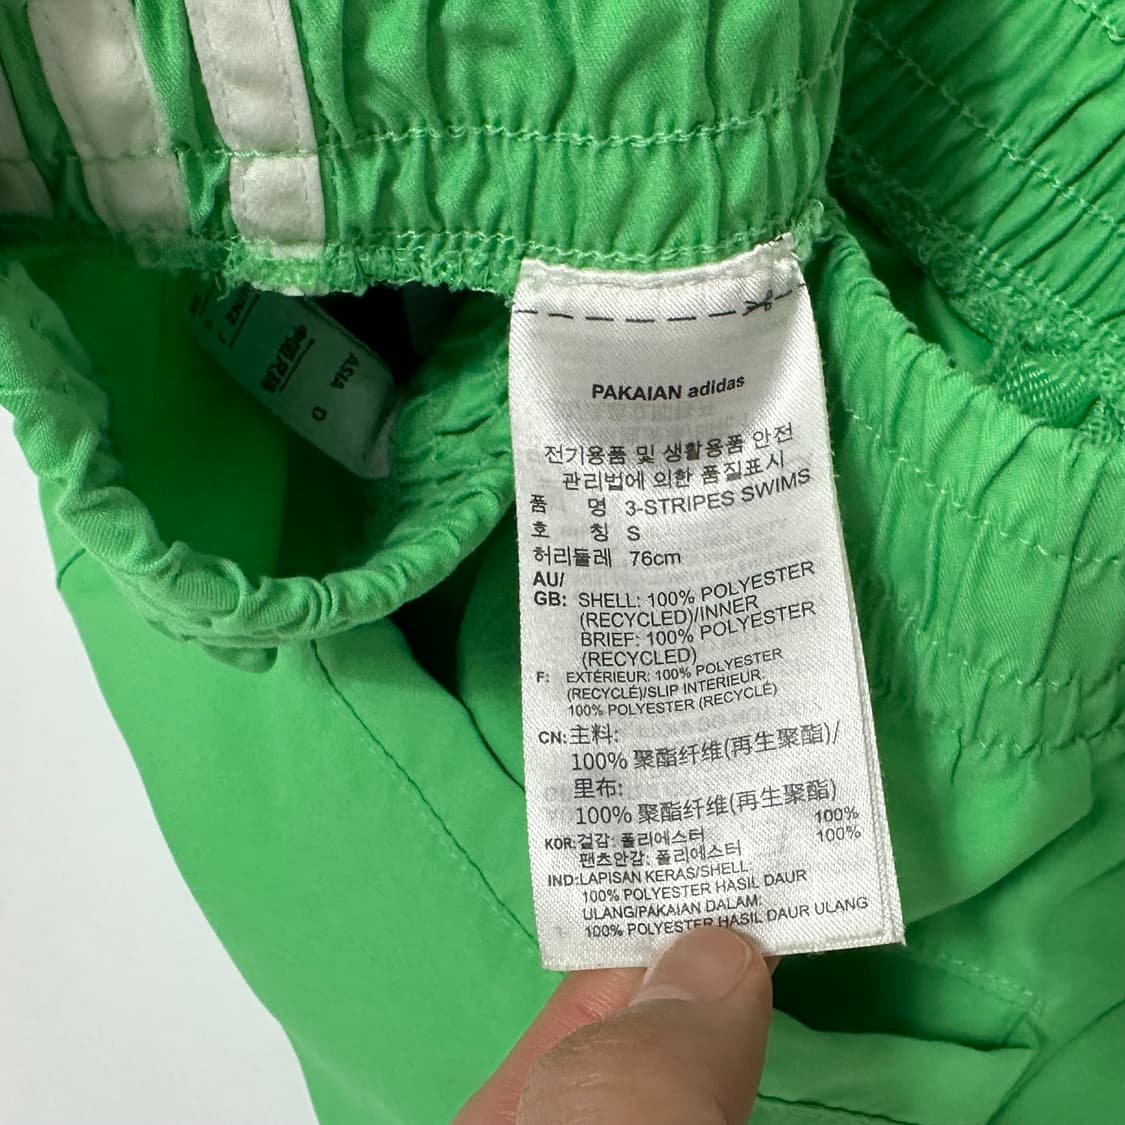 ASIA
D
PAKAIAN adidas
전기용품 및 생활용품 안전
관리법에 의한 품질표시
품 명 3-STRIPES SWIMS
호 칭 S
허리둘레 76cm
AU/
GB: SHELL: 100% POLYESTER
(RECYCLED)/INNER
BRIEF: 100% POLYESTER
(RECYCLED)
F: EXTÉRIEUR: 100% POLYESTER
(RECYCLÉ)/SLIP INTERIEUR:
100% POLYESTER (RECYCLÉ)
CN: 主料:
100% 聚酯纤维(再生聚酯)/
里布:
100% 聚酯纤维(再生聚酯)
KOR: 겉감: 폴리에스터 100%
팬츠안감: 폴리에스터 100%
IND: LAPISAN KERAS/SHELL
100% POLYESTER HASIL DAUR
ULANG/PAKAIAN DALAM:
100% POLYESTER HASIL DAUR ULANG